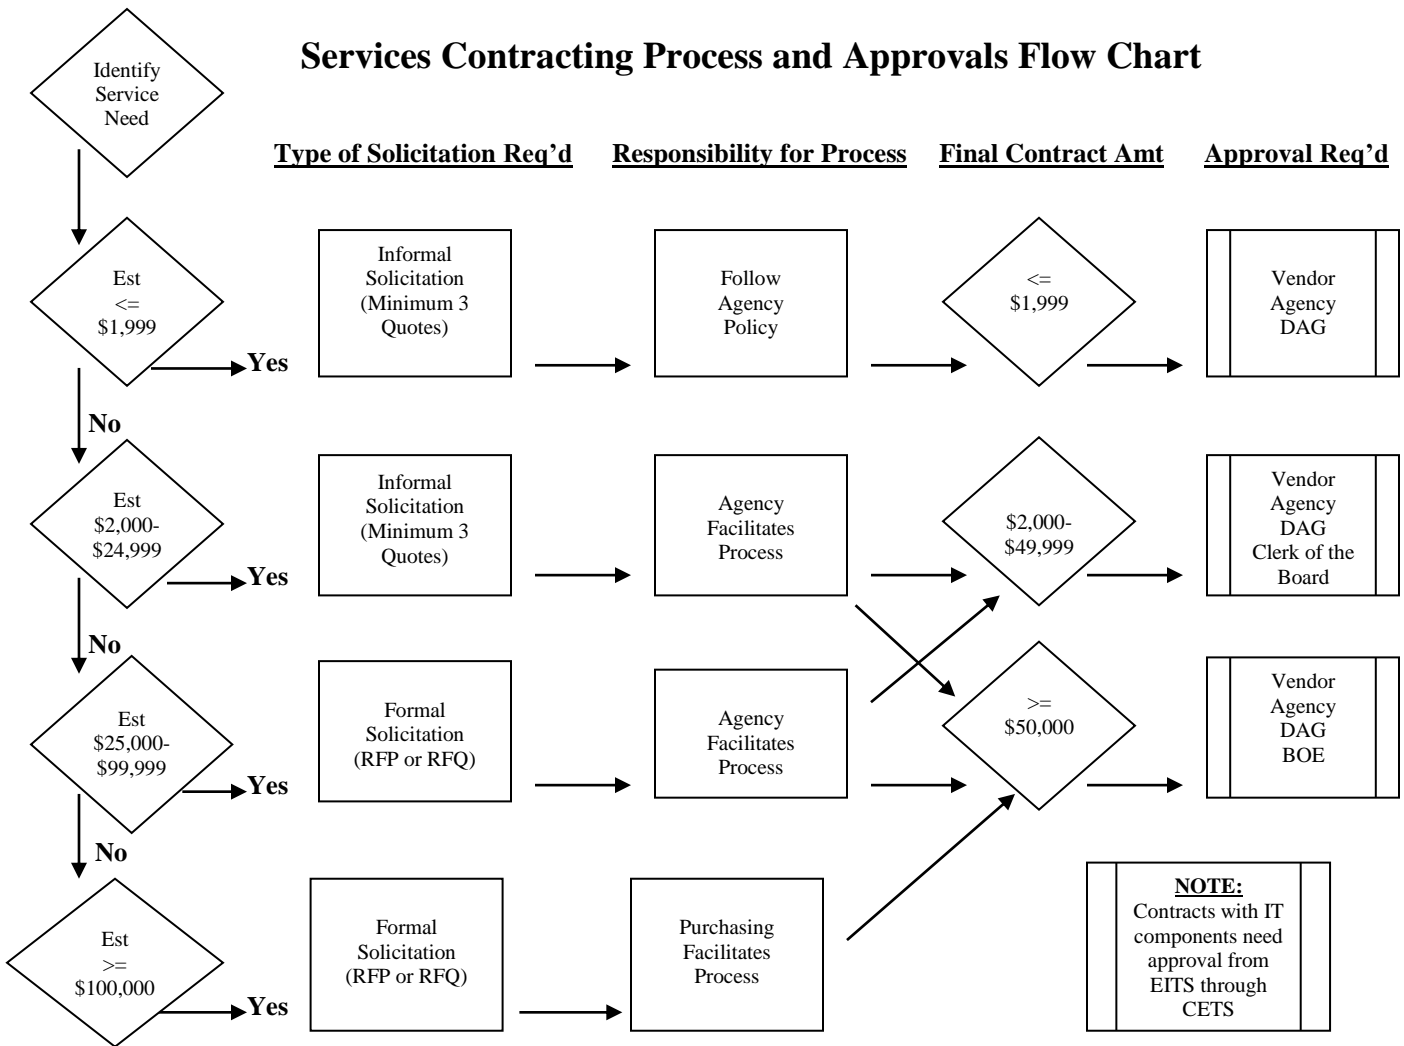 Services Contracting Process and Approvals Flow Chart
Identify
Service
Need
Type of Solicitation Req’d
Responsibility for Process
Final Contract Amt
Approval Req’d
Est
<=
$1,999
Yes
Informal
Solicitation
(Minimum 3
Quotes)
Follow
Agency
Policy
<=
$1,999
Vendor
Agency
DAG
No
Est
$2,000-
$24,999
Yes
Informal
Solicitation
(Minimum 3
Quotes)
Agency
Facilitates
Process
$2,000-
$49,999
Vendor
Agency
DAG
Clerk of the
Board
No
Est
$25,000-
$99,999
Yes
Formal
Solicitation
(RFP or RFQ)
Agency
Facilitates
Process
>=
$50,000
Vendor
Agency
DAG
BOE
No
Est
>=
$100,000
Yes
Formal
Solicitation
(RFP or RFQ)
Purchasing
Facilitates
Process
NOTE:
Contracts with IT
components need
approval from
EITS through
CETS